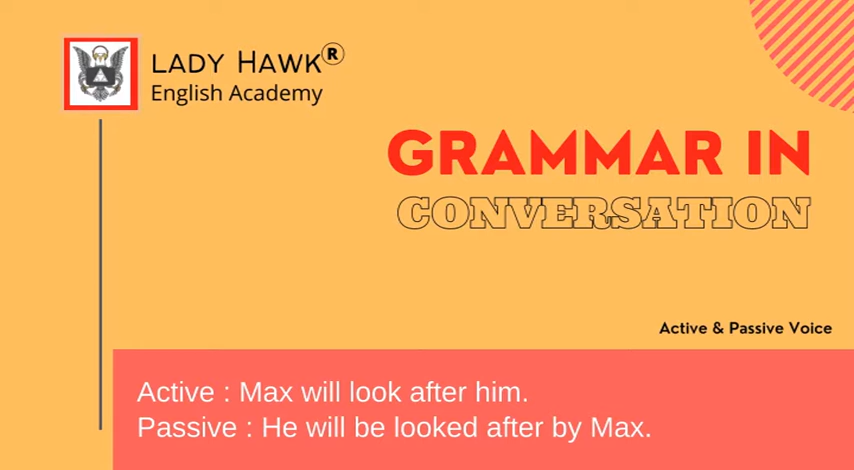 LADY HAWK®
English Academy
GRAMMAR IN
CONVERSATION
Active & Passive Voice
Active : Max will look after him.
Passive : He will be looked after by Max.